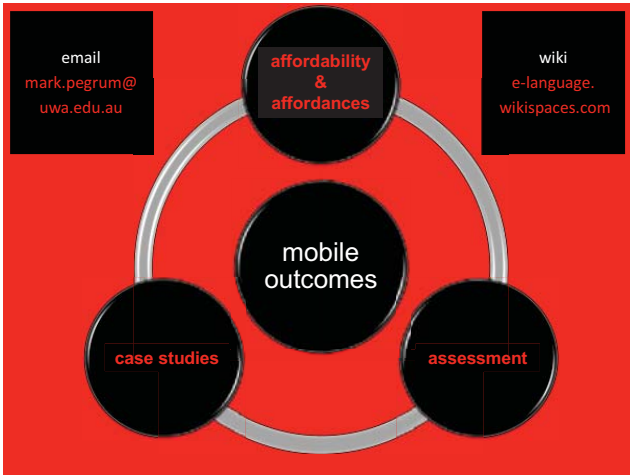 email
mark.pegrum@
uwa.edu.au
affordability
&
affordances
wiki
e-language.
wikispaces.com
mobile
outcomes
case studies
assessment